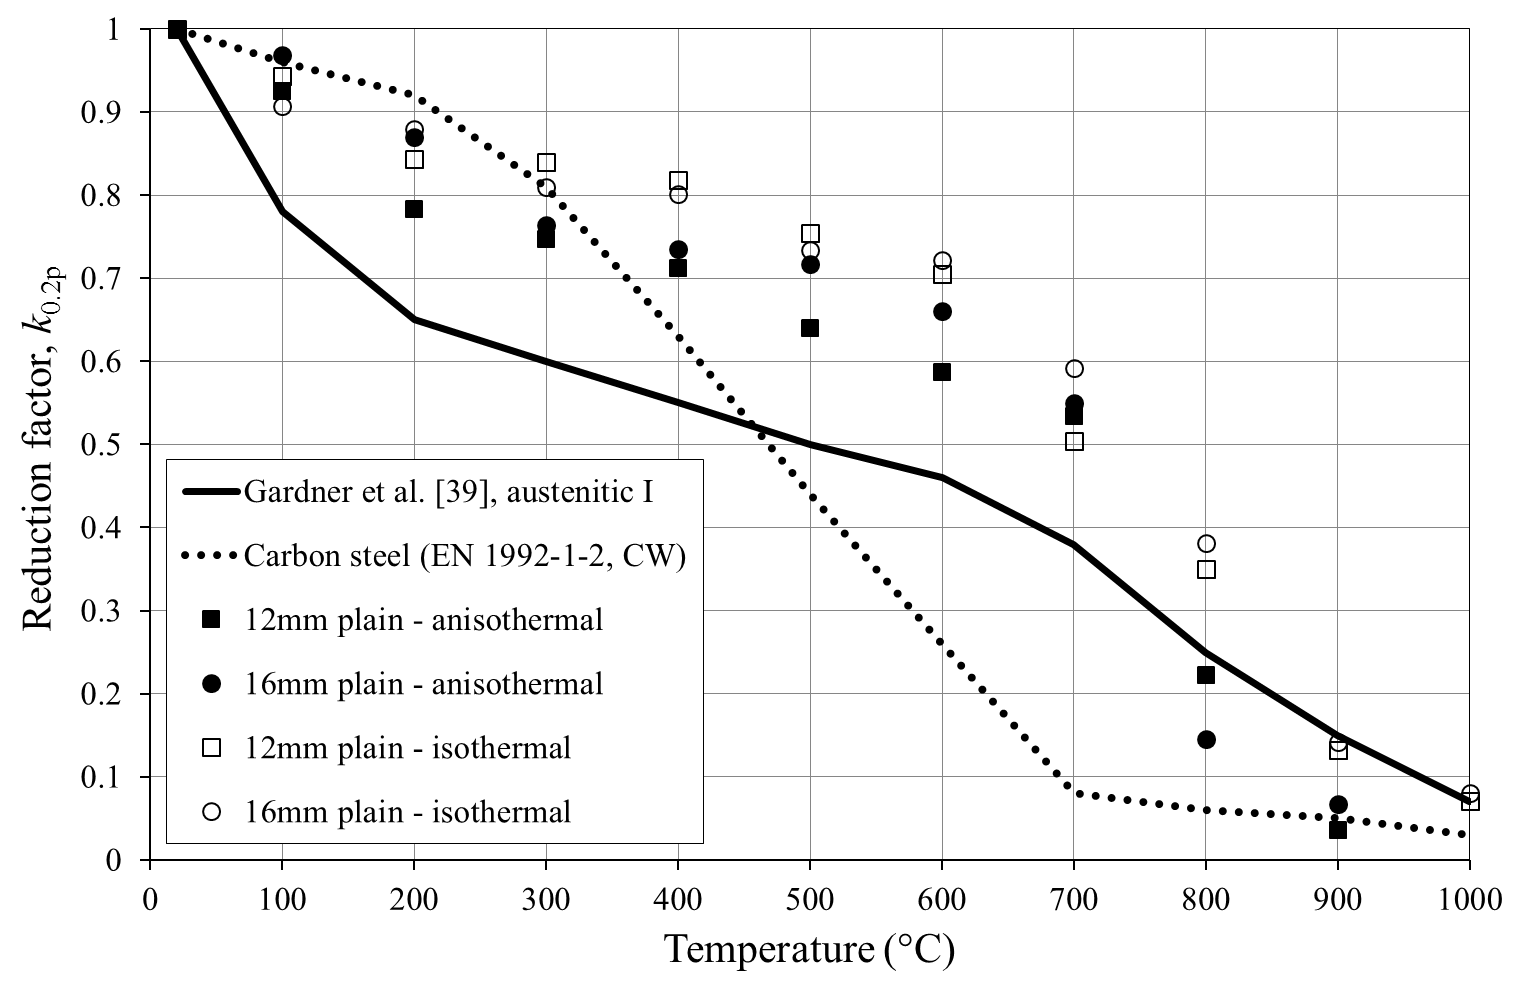 1
0.9
0.8
0.7
0.6
0.5
0.4
0.3
0.2
0.1
0
Reduction factor, k0.2p
Gardner et al. [39], austenitic I
Carbon steel (EN 1992-1-2, CW)
12mm plain - anisothermal
16mm plain - anisothermal
12mm plain - isothermal
16mm plain - isothermal
0 100 200 300 400 500 600 700 800 900 1000
Temperature (°C)